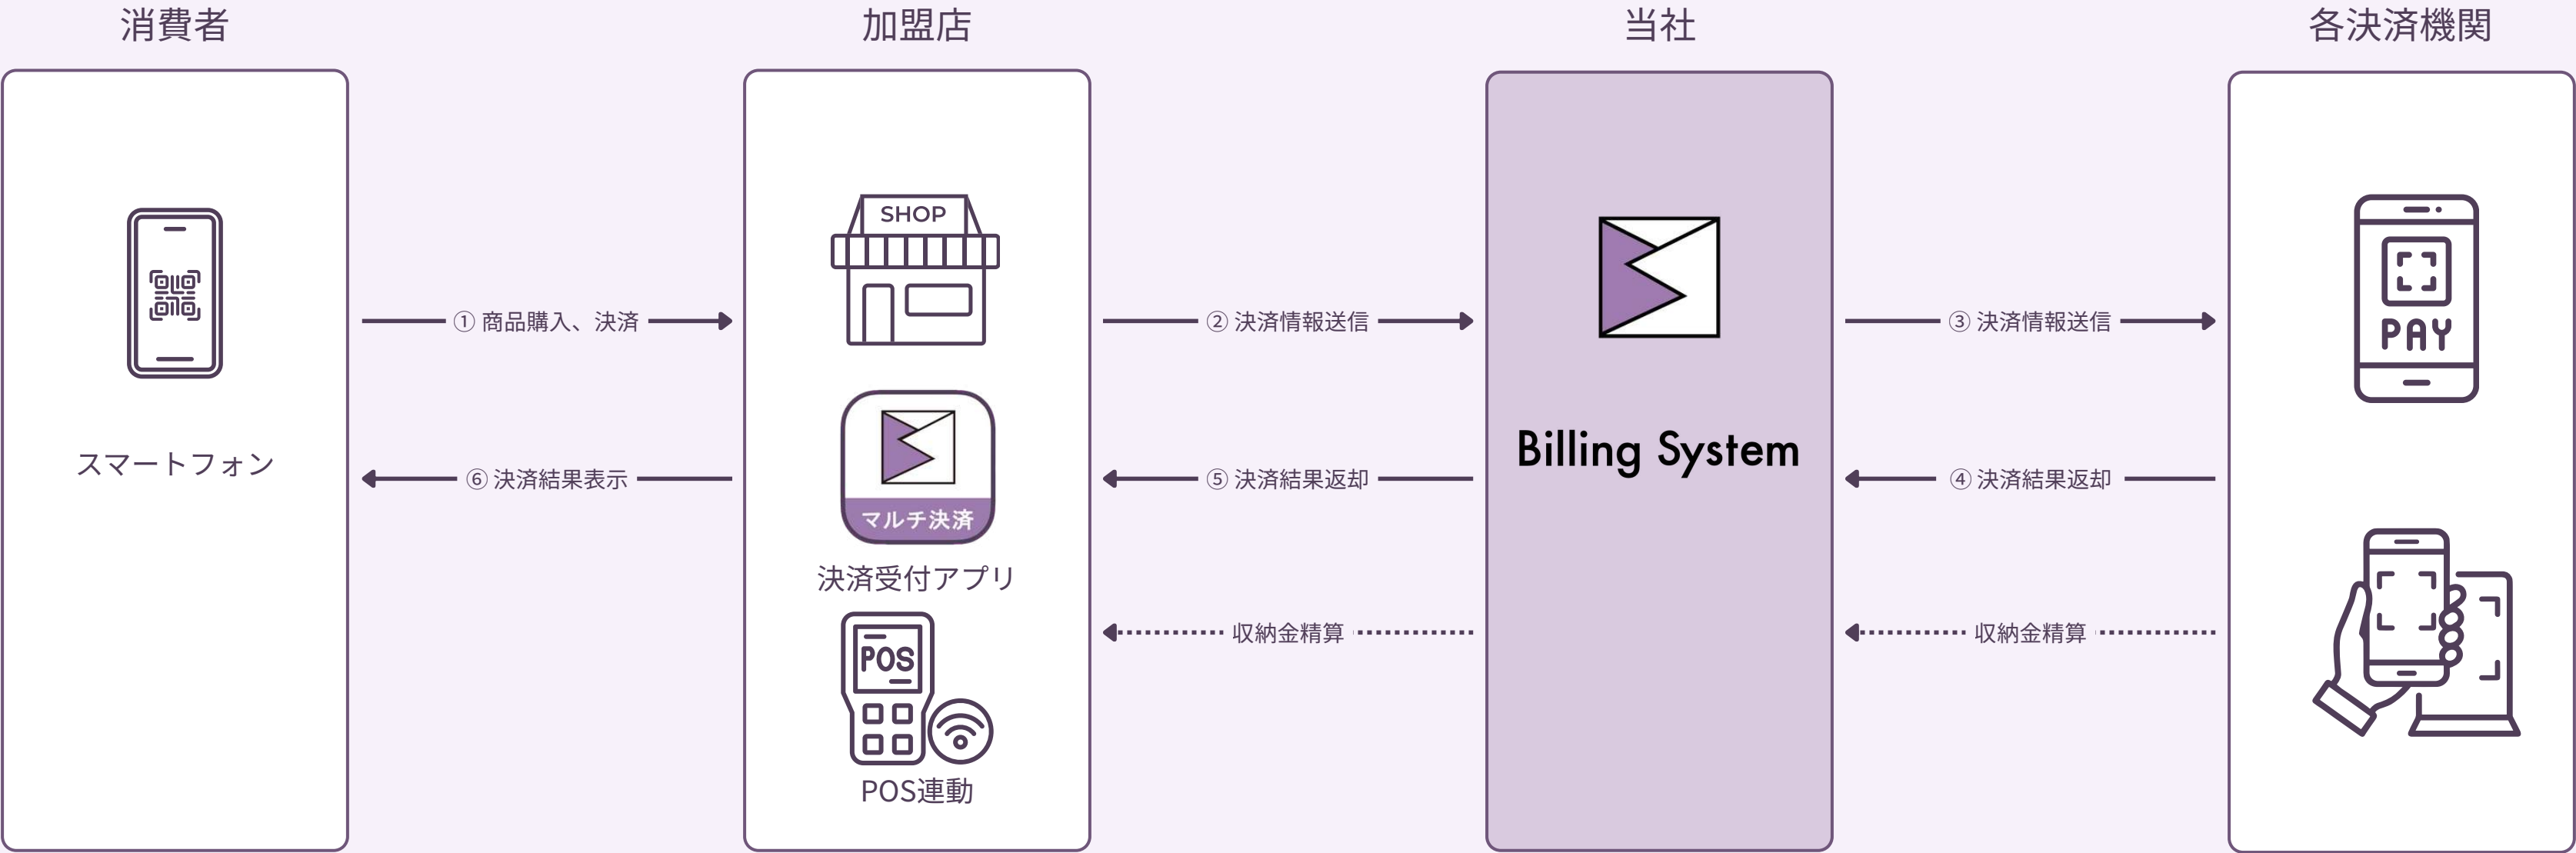 消費者
加盟店
当社
各決済機関
SHOP
① 商品購入、決済
② 決済情報送信
③ 決済情報送信
PAY
スマートフォン
⑥ 決済結果表示
マルチ決済
⑤ 決済結果返却
Billing System
④ 決済結果返却
決済受付アプリ
収納金精算
収納金精算
POS
POS連動